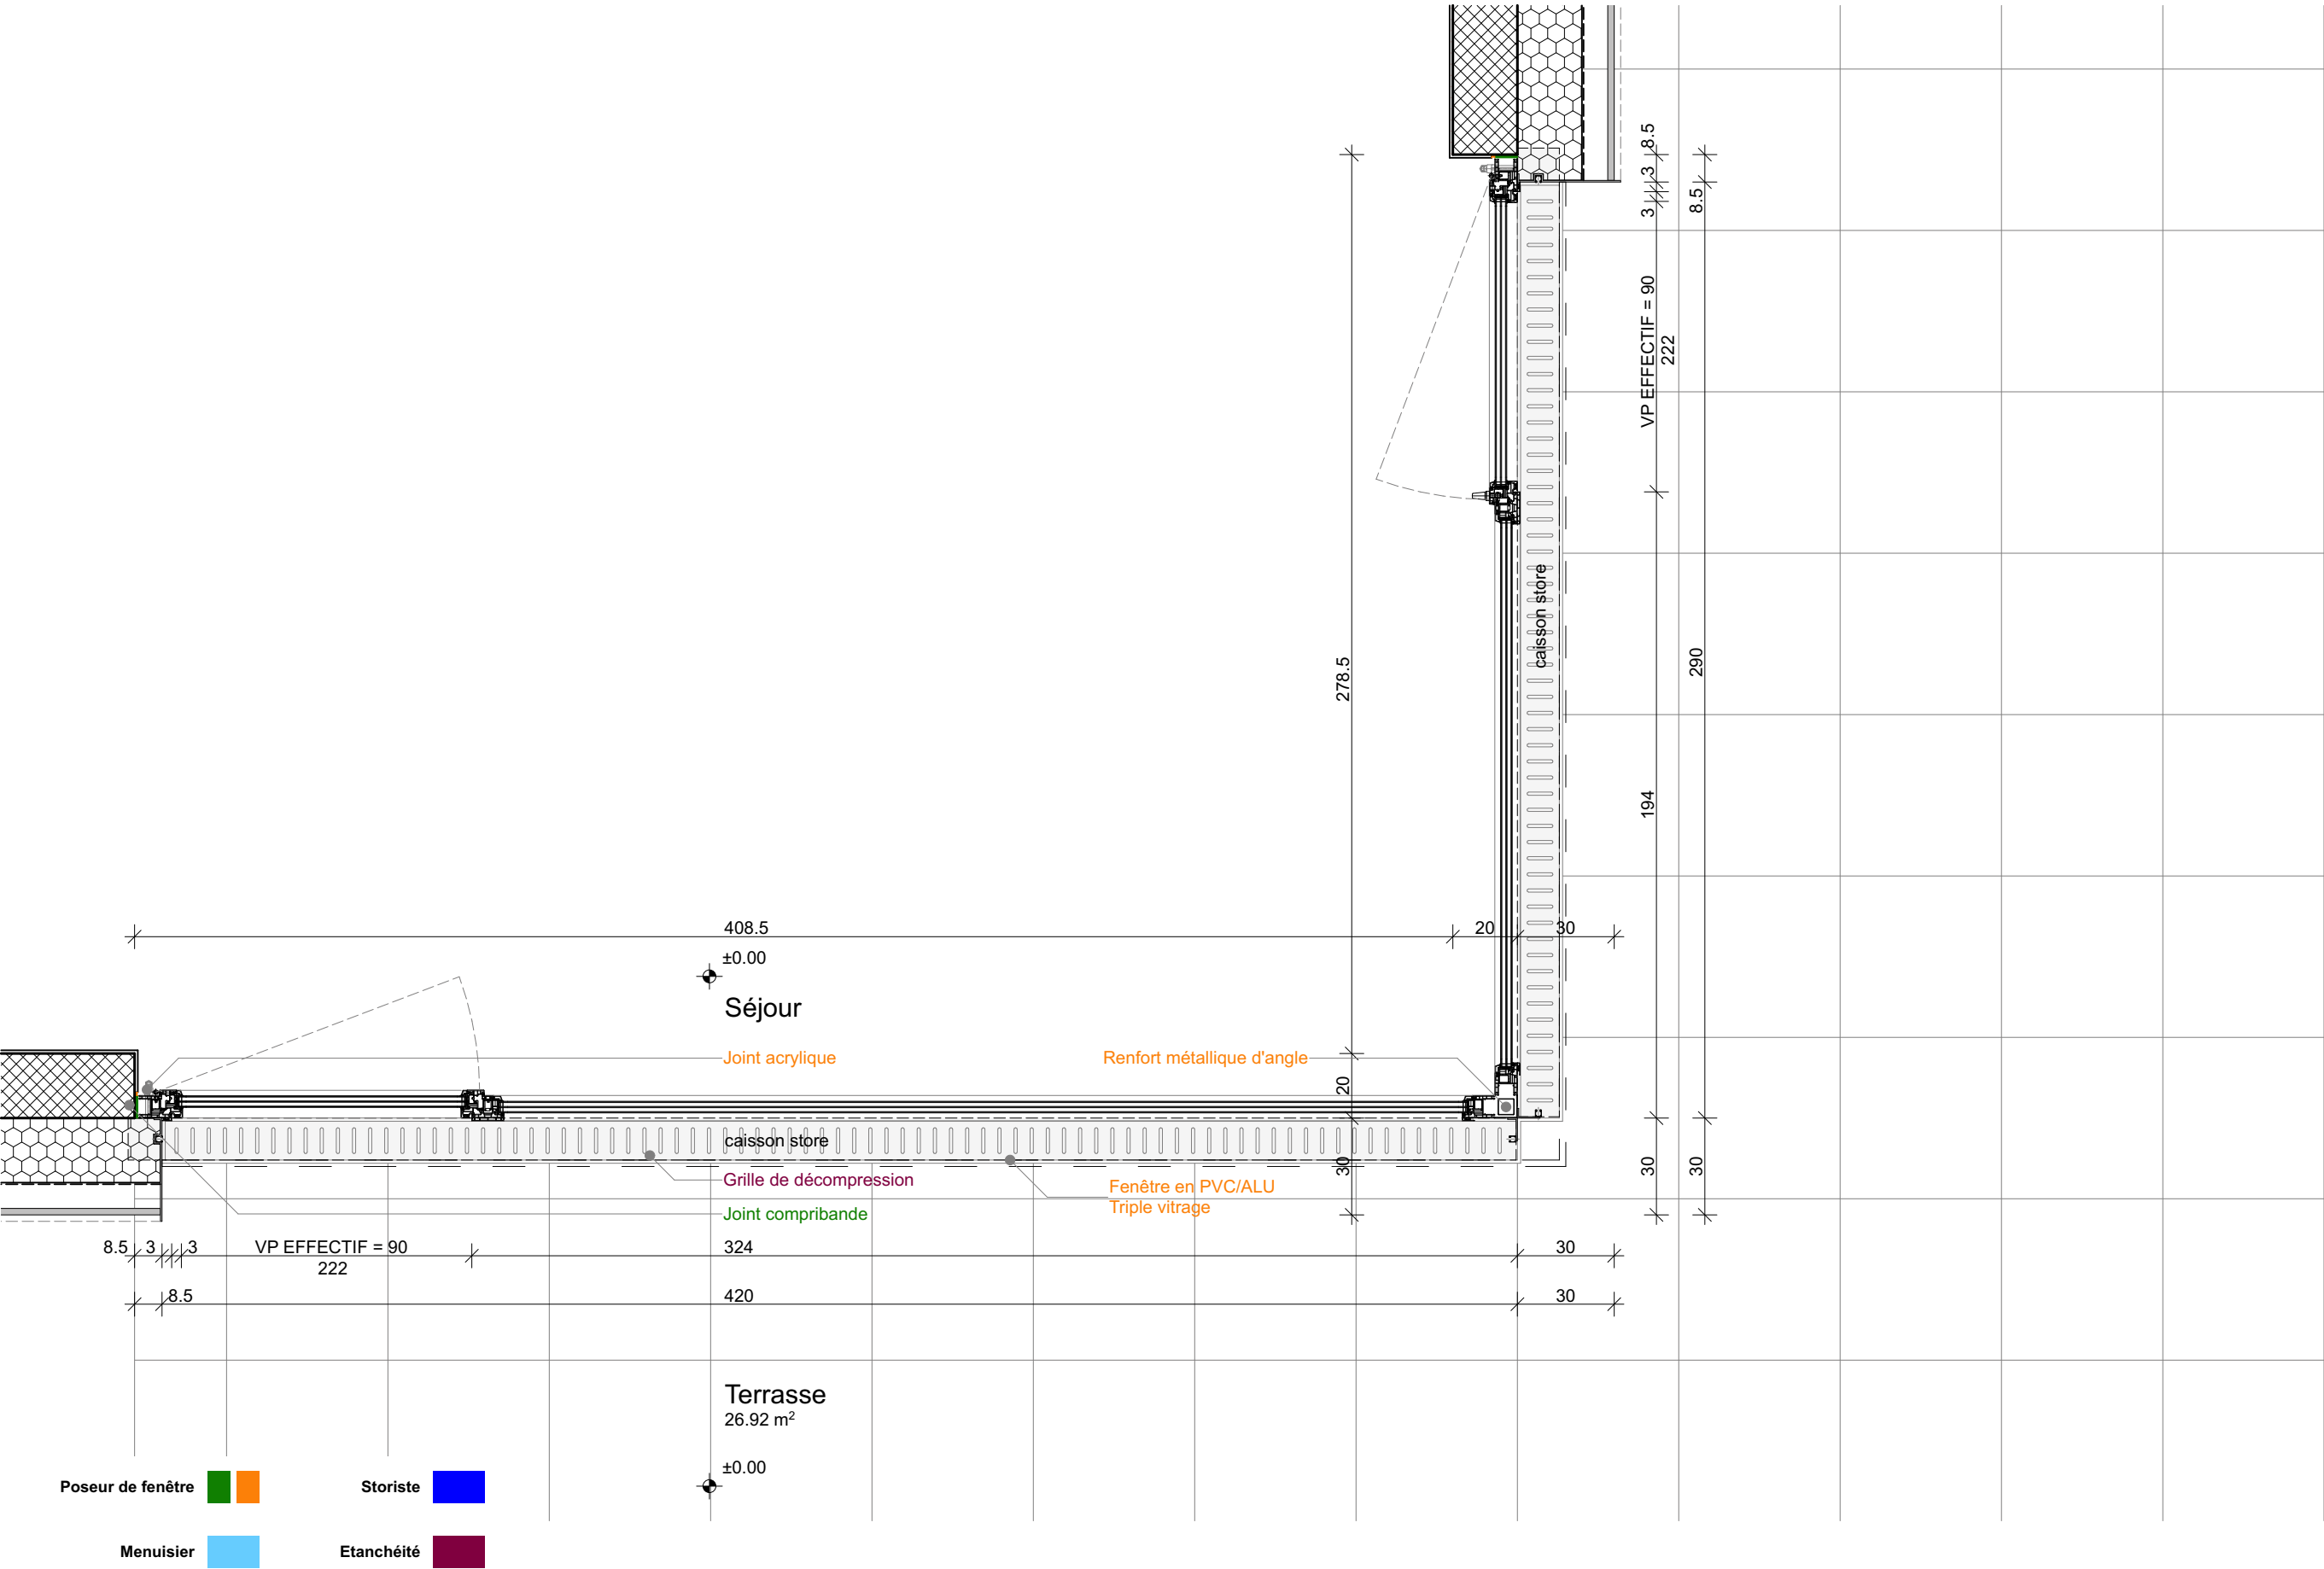 8.5
3
3
VP EFFECTIF = 90
222
8.5
278.5
290
caisson store
194
408.5
20
30
±0.00
Séjour
Joint acrylique
Renfort métallique d'angle
20
caisson store
30
30
30
Grille de décompression
Fenêtre en PVC/ALU
Triple vitrage
Joint compribande
8.5
3
3
VP EFFECTIF = 90
222
324
30
8.5
420
30
Terrasse
26.92 m²
±0.00
Poseur de fenêtre
Storiste
Menuisier
Etanchéité